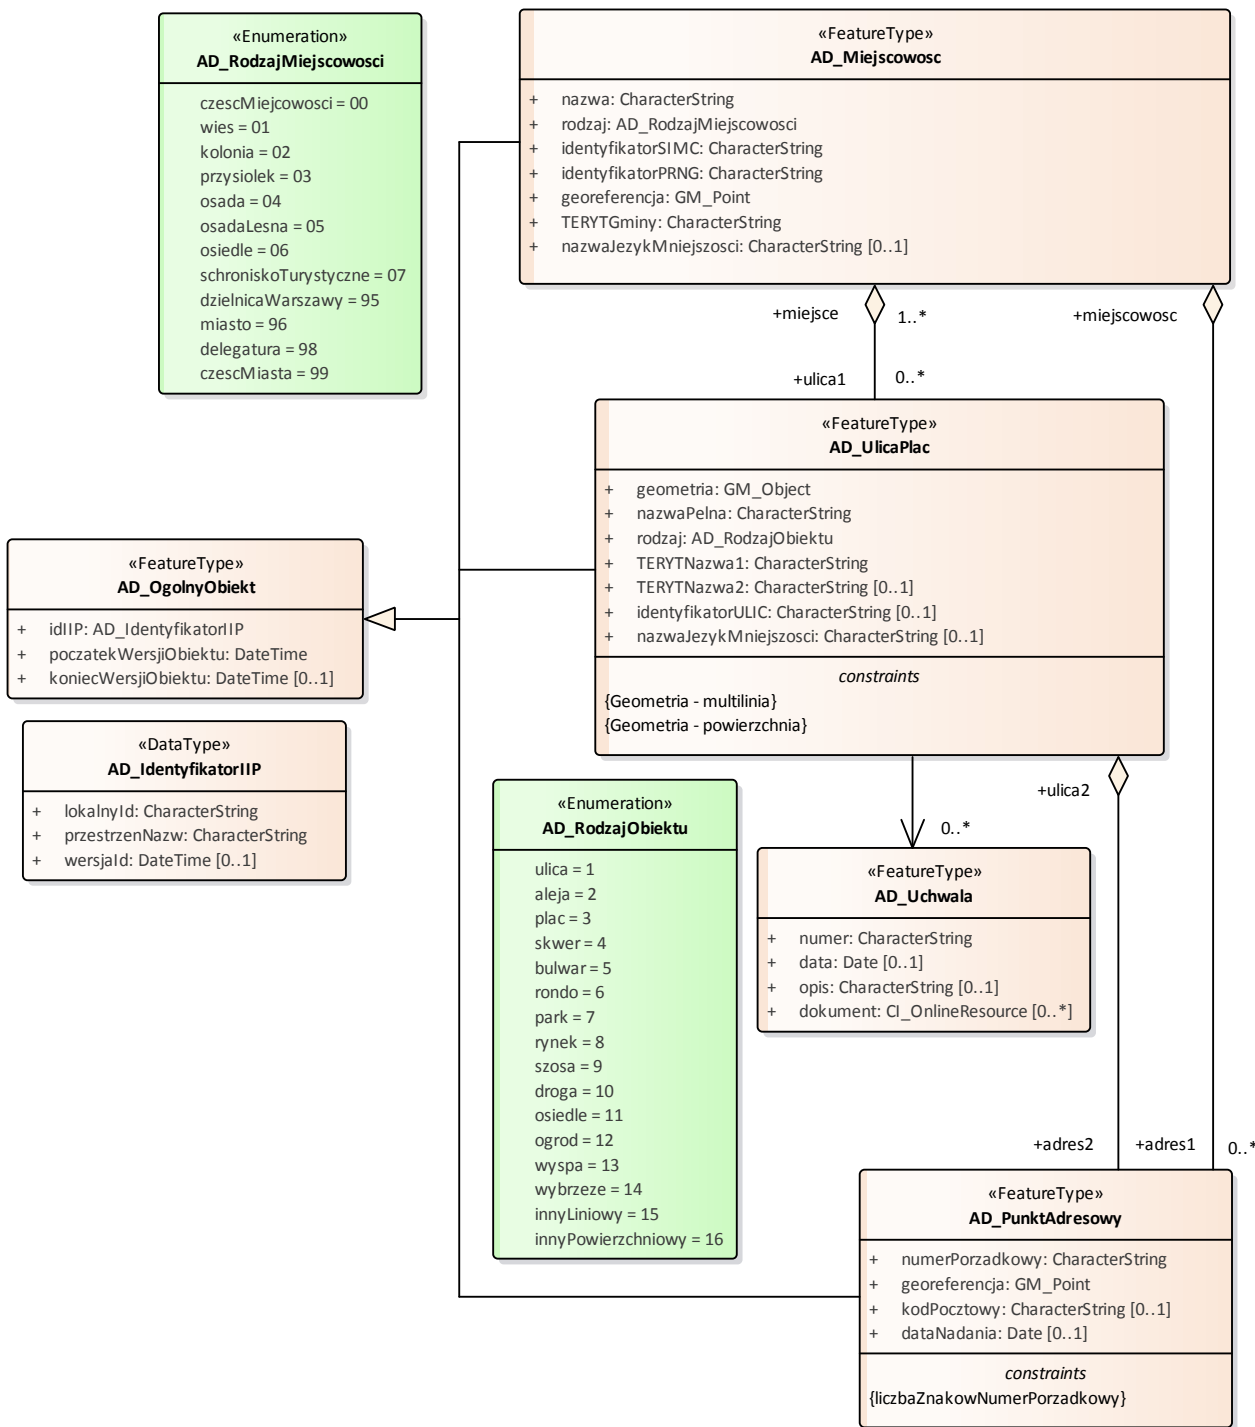 «Enumeration»
AD_RodzajMiejscowosci
czescMiejcowosci = 00
wies = 01
kolonia = 02
przysiolek = 03
osada = 04
osadaLesna = 05
osiedle = 06
schroniskoTurystyczne = 07
dzielnicaWarszawy = 95
miasto = 96
delegatura = 98
czescMiasta = 99
«FeatureType»
AD_Miejscowosc
+ nazwa: CharacterString
+ rodzaj: AD_RodzajMiejscowosci
+ identyfikatorSIMC: CharacterString
+ identyfikatorPRNG: CharacterString
+ georeferencja: GM_Point
+ TERYTGminy: CharacterString
+ nazwaJezykMniejszosci: CharacterString [0..1]
+miejsce
1..*
+miejscowosc
+ulica1
0..*
«FeatureType»
AD_UlicaPlac
+ geometria: GM_Object
+ nazwaPelna: CharacterString
+ rodzaj: AD_RodzajObiektu
+ TERYTNazwa1: CharacterString
+ TERYTNazwa2: CharacterString [0..1]
+ identyfikatorULIC: CharacterString [0..1]
+ nazwaJezykMniejszosci: CharacterString [0..1]
constraints
{Geometria - multilinia}
{Geometria - powierzchnia}
«FeatureType»
AD_OgolnyObiekt
+ idIIP: AD_IdentyfikatorIIP
+ poczatekWersjiObiektu: DateTime
+ koniecWersjiObiektu: DateTime [0..1]
«DataType»
AD_IdentyfikatorIIP
+ lokalnyId: CharacterString
+ przestrzenNazw: CharacterString
+ wersjaId: DateTime [0..1]
«Enumeration»
AD_RodzajObiektu
ulica = 1
aleja = 2
plac = 3
skwer = 4
bulwar = 5
rondo = 6
park = 7
rynek = 8
szosa = 9
droga = 10
osiedle = 11
ogrod = 12
wyspa = 13
wybrzeze = 14
innyLiniowy = 15
innyPowierzchniowy = 16
+ulica2
0..*
«FeatureType»
AD_Uchwala
+ numer: CharacterString
+ data: Date [0..1]
+ opis: CharacterString [0..1]
+ dokument: CI_OnlineResource [0..*]
+adres2
+adres1
0..*
«FeatureType»
AD_PunktAdresowy
+ numerPorzadkowy: CharacterString
+ georeferencja: GM_Point
+ kodPocztowy: CharacterString [0..1]
+ dataNadania: Date [0..1]
constraints
{liczbaZnakowNumerPorzadkowy}